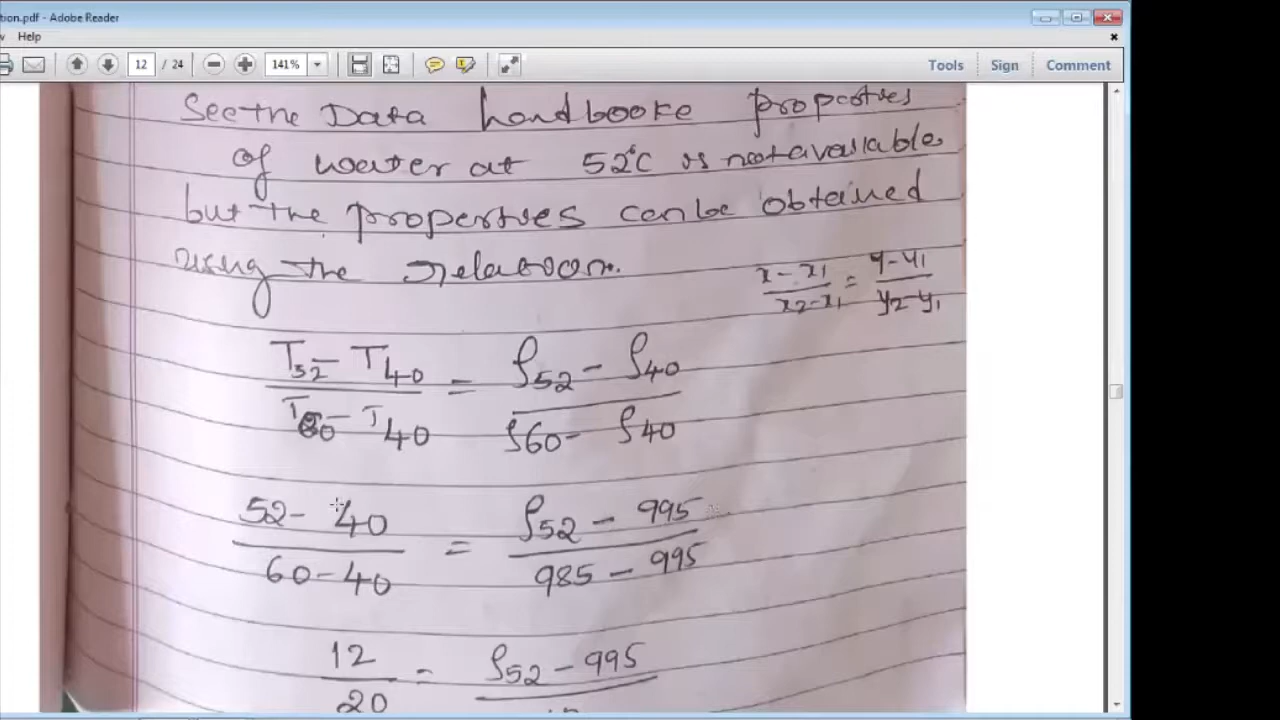 tion.pdf - Adobe Reader
Help
12 / 24 141% Tools Sign Comment
See the Data handbooke properties
of water at 52°C is not available.
but the properties can be obtained
using the relation.
x - x1 / x2 - x1 = y - y1 / y2 - y1
T52 - T40 / T60 - T40 = ρ52 - ρ40 / ρ60 - ρ40
52 - 40 / 60 - 40 = ρ52 - 995 / 985 - 995
12 / 20 = ρ52 - 995